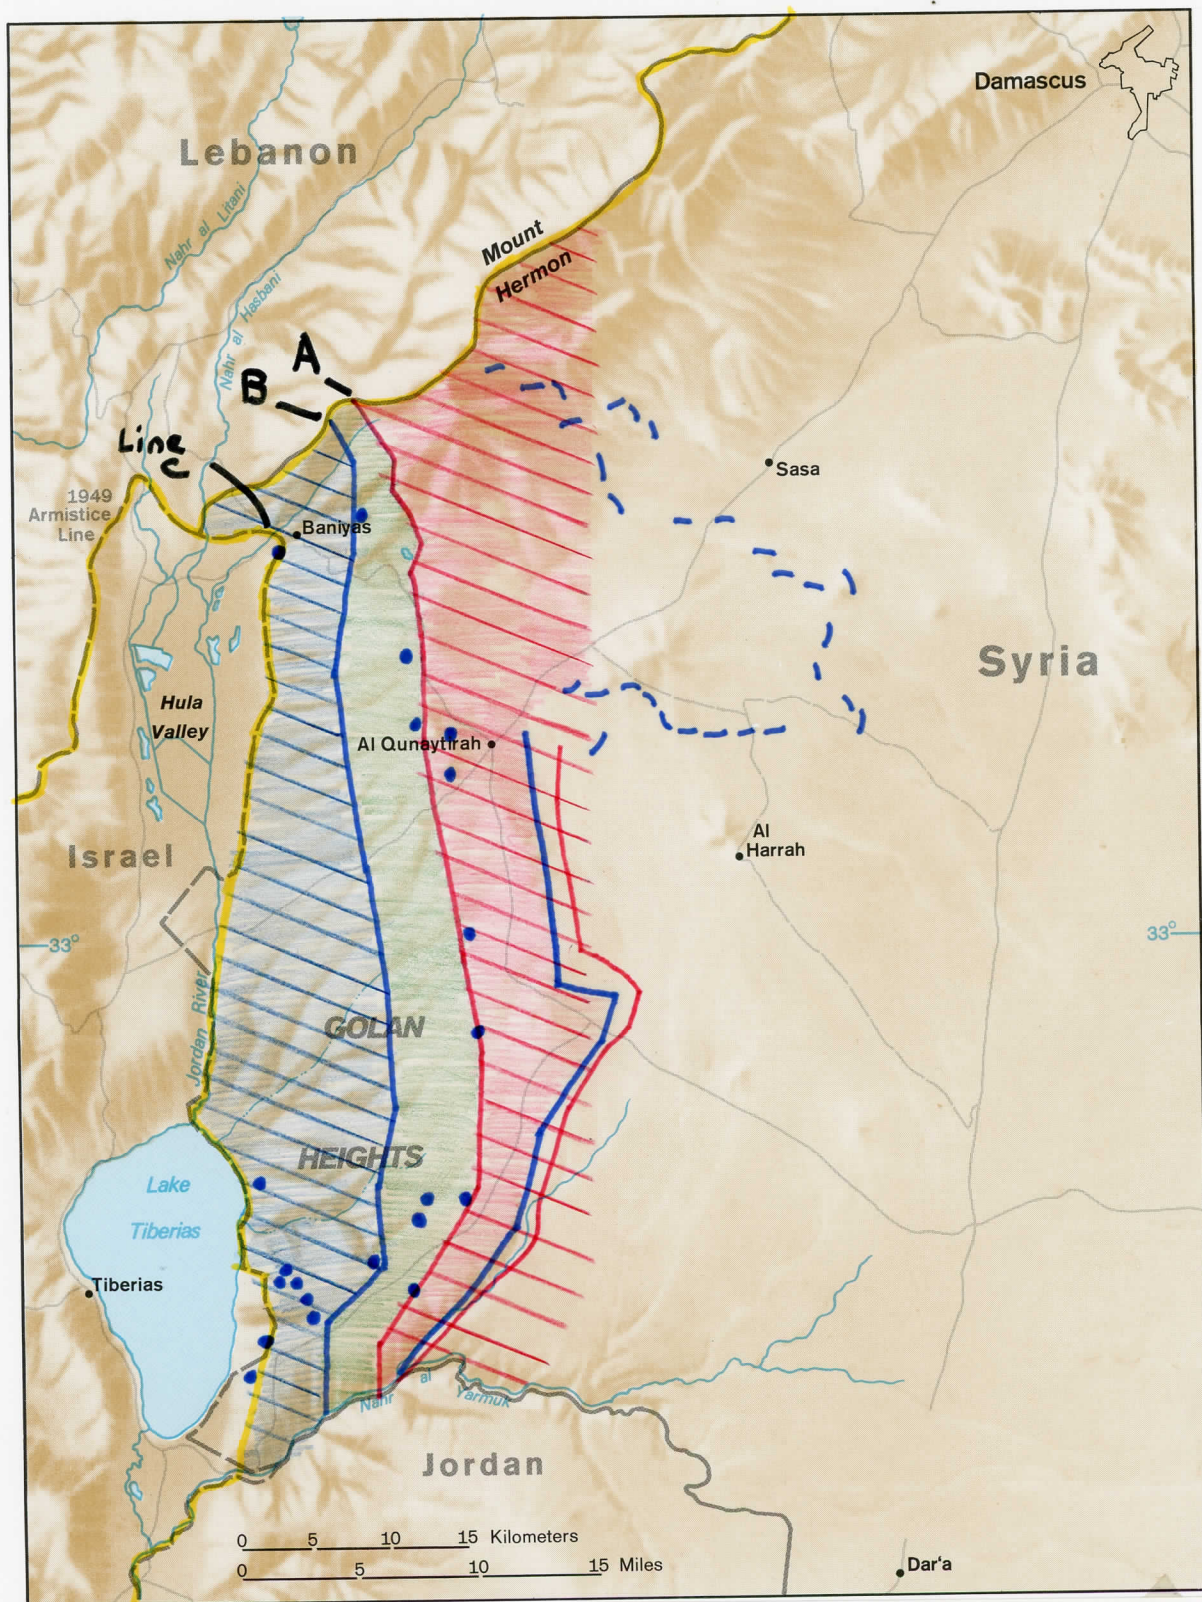 Damascus
Lebanon
Nahr al Litani
Mount
Hermon
Nahr al Hasbani
A
B
Line
C
Sasa
1949
Armistice
Line
Baniyas
Syria
Hula
Valley
Al Qunaytirah
Al
Harrah
Israel
33°
33°
Jordan River
GOLAN
HEIGHTS
Lake
Tiberias
Tiberias
Nahr al Yarmuk
Jordan
0 5 10 15 Kilometers
0 5 10 15 Miles
Dar'a